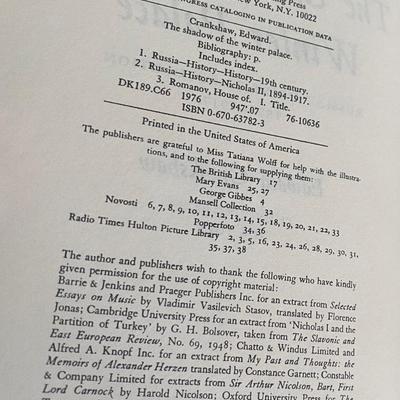 ing Press
New York, N.Y. 10022
CONGRESS CATALOGING IN PUBLICATION DATA
Crankshaw, Edward.
The shadow of the winter palace.
Bibliography: p.
Includes index.
1. Russia—History—History—19th century.
2. Russia—History—Nicholas II, 1894-1917.
3. Romanov, House of. I. Title.
DK189.C66 1976 947'.07 76-10636
ISBN 0-670-63782-3
Printed in the United States of America
The publishers are grateful to Miss Tatiana Wolff for help with the illustra-
tions, and to the following for supplying them:
The British Library 17
Mary Evans 25, 27
George Gibbes 4
Mansell Collection 32
Novosti 6, 7, 8, 9, 10, 11, 12, 13, 14, 15, 18, 19, 20, 21, 22, 33
Popperfoto 34, 36
Radio Times Hulton Picture Library 2, 3, 5, 16, 23, 24, 26, 28, 29, 30, 31,
35, 37, 38
The author and publishers wish to thank the following who have kindly
given permission for the use of copyright material:
Barrie & Jenkins and Praeger Publishers Inc. for an extract from Selected
Essays on Music by Vladimir Vasilevich Stasov, translated by Florence
Jonas; Cambridge University Press for an extract from 'Nicholas I and the
Partition of Turkey' by G. H. Bolsover, taken from The Slavonic and
East European Review, No. 69, 1948; Chatto & Windus Limited and
Alfred A. Knopf Inc. for an extract from My Past and Thoughts: the
Memoirs of Alexander Herzen translated by Constance Garnett; Constable
& Company Limited for extracts from Sir Arthur Nicolson, Bart, First
Lord Carnock by Harold Nicolson; Oxford University Press for The